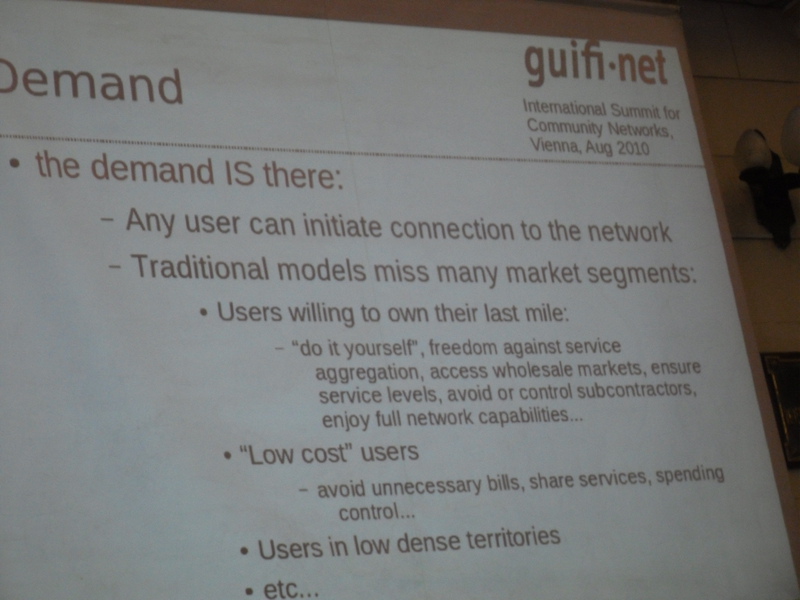 Demand
guifi·net
International Summit for
Community Networks,
Vienna, Aug 2010
• the demand IS there:
– Any user can initiate connection to the network
– Traditional models miss many market segments:
• Users willing to own their last mile:
– “do it yourself”, freedom against service
aggregation, access wholesale markets, ensure
service levels, avoid or control subcontractors,
enjoy full network capabilities...
• “Low cost” users
– avoid unnecessary bills, share services, spending
control...
• Users in low dense territories
• etc...